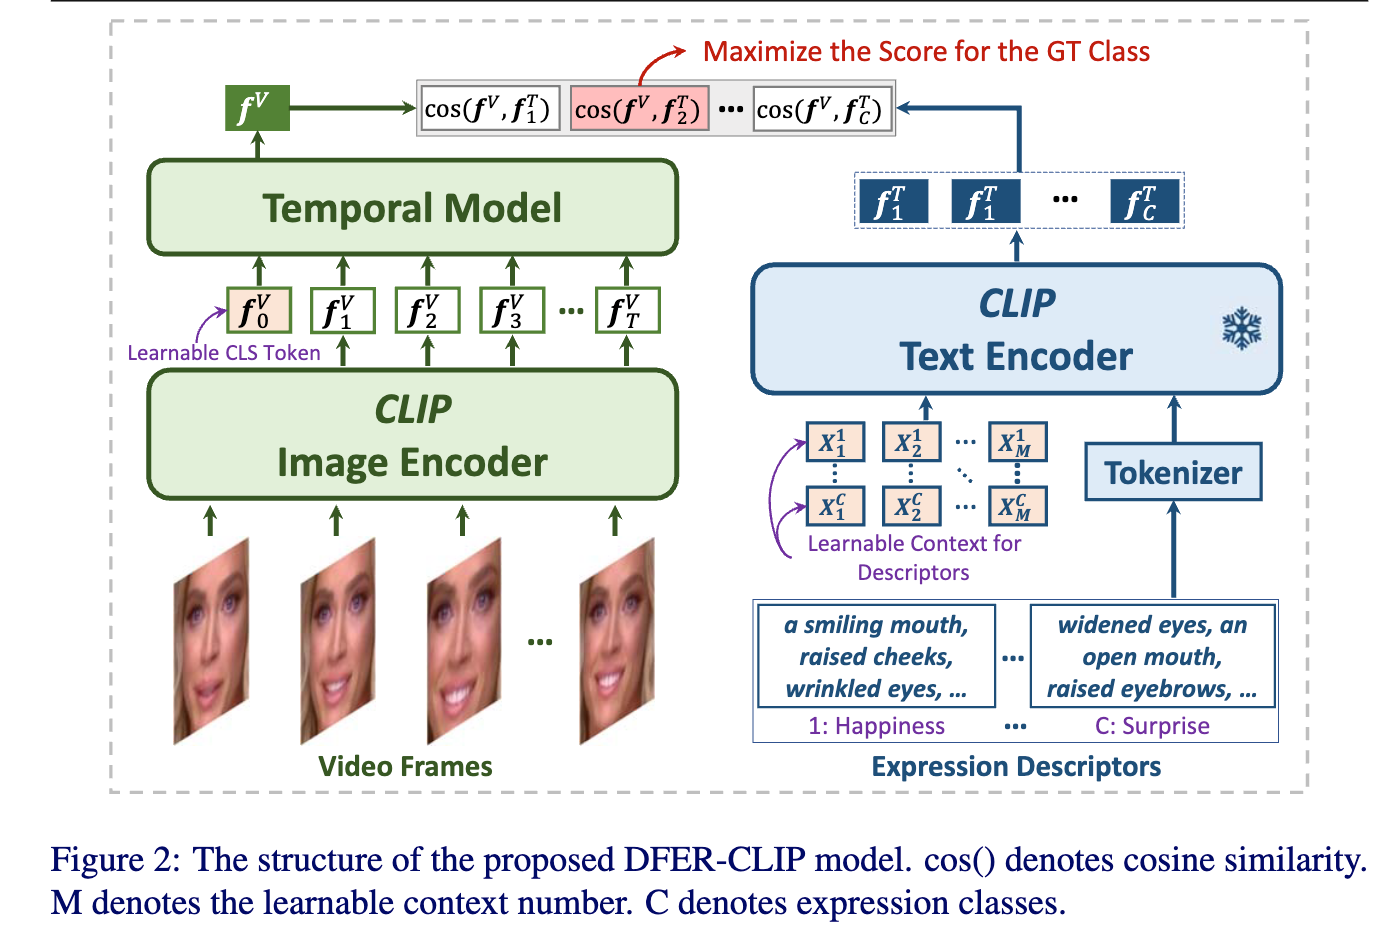 Maximize the Score for the GT Class
f^V
cos(f^V, f_1^T) cos(f^V, f_2^T) ... cos(f^V, f_C^T)
Temporal Model
f_1^T f_1^T ... f_C^T
f_0^V f_1^V f_2^V f_3^V ... f_T^V
Learnable CLS Token
CLIP
Image Encoder
CLIP
Text Encoder
X_1^1 X_2^1 ... X_M^1
X_1^C X_2^C ... X_M^C
Learnable Context for
Descriptors
Tokenizer
a smiling mouth,
raised cheeks,
wrinkled eyes, ...
...
widened eyes, an
open mouth,
raised eyebrows, ...
1: Happiness ... C: Surprise
Video Frames
Expression Descriptors
Figure 2: The structure of the proposed DFER-CLIP model. cos() denotes cosine similarity.
M denotes the learnable context number. C denotes expression classes.